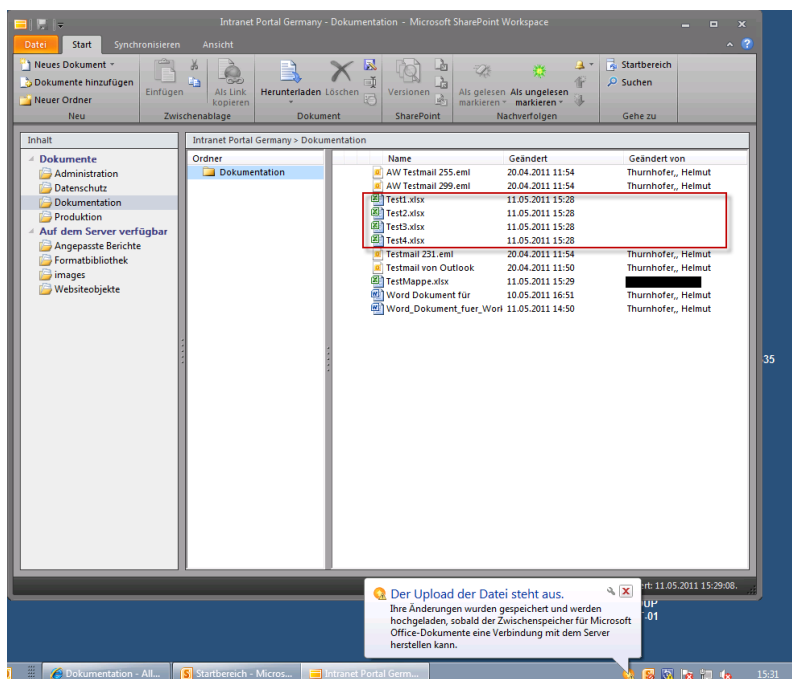 Intranet Portal Germany - Dokumentation - Microsoft SharePoint Workspace
Datei Start Synchronisieren Ansicht
Neues Dokument
Dokumente hinzufügen
Neuer Ordner
Neu
Einfügen
Als Link kopieren
Zwischenablage
Herunterladen
Löschen
Dokument
Versionen
SharePoint
Als gelesen markieren
Als ungelesen markieren
Nachverfolgen
Startbereich
Suchen
Gehe zu
Inhalt
Dokumente
Administration
Datenschutz
Dokumentation
Produktion
Auf dem Server verfügbar
Angepasste Berichte
Formatbibliothek
images
Websiteobjekte
Intranet Portal Germany > Dokumentation
Ordner
Dokumentation
Name Geändert Geändert von
AW Testmail 255.eml 20.04.2011 11:54 Thurnhofer,, Helmut
AW Testmail 299.eml 20.04.2011 11:54 Thurnhofer,, Helmut
Test1.xlsx 11.05.2011 15:28
Test2.xlsx 11.05.2011 15:28
Test3.xlsx 11.05.2011 15:28
Test4.xlsx 11.05.2011 15:28
Testmail 231.eml 20.04.2011 11:54 Thurnhofer,, Helmut
Testmail von Outlook 20.04.2011 11:50 Thurnhofer,, Helmut
TestMappe.xlsx 11.05.2011 15:29
Word Dokument für 10.05.2011 16:51 Thurnhofer,, Helmut
Word_Dokument_fuer_Work 11.05.2011 14:50 Thurnhofer,, Helmut
35
11.05.2011 15:29:08.
Der Upload der Datei steht aus.
Ihre Änderungen wurden gespeichert und werden
hochgeladen, sobald der Zwischenspeicher für Microsoft
Office-Dokumente eine Verbindung mit dem Server
herstellen kann.
-01
Dokumentation - All... Startbereich - Micros... Intranet Portal Germ... 15:31